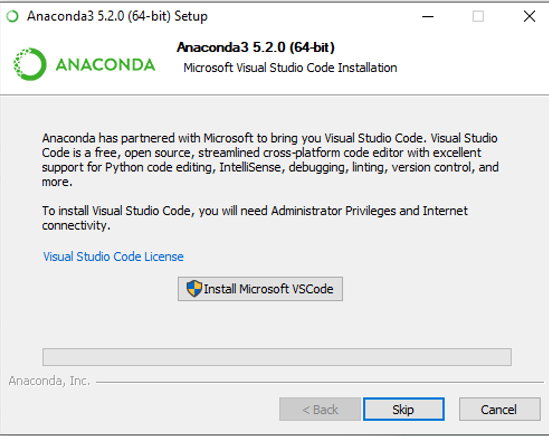 Anaconda3 5.2.0 (64-bit) Setup
ANACONDA
Anaconda3 5.2.0 (64-bit)
Microsoft Visual Studio Code Installation
Anaconda has partnered with Microsoft to bring you Visual Studio Code. Visual Studio
Code is a free, open source, streamlined cross-platform code editor with excellent
support for Python code editing, IntelliSense, debugging, linting, version control, and
more.
To install Visual Studio Code, you will need Administrator Privileges and Internet
connectivity.
Visual Studio Code License
Install Microsoft VSCode
Anaconda, Inc.
< Back
Skip
Cancel